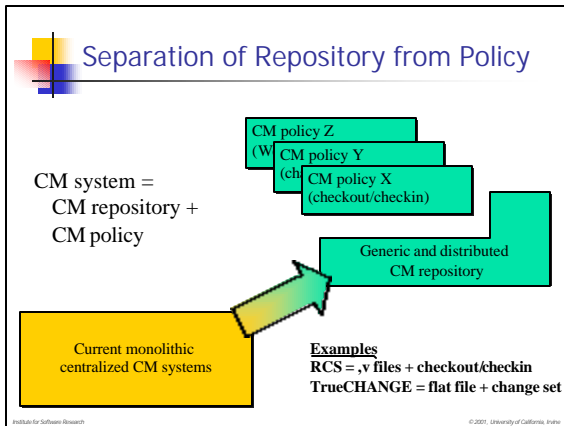 Separation of Repository from Policy
CM system =
CM repository +
CM policy
CM policy Z
(W
CM policy Y
(cha
CM policy X
(checkout/checkin)
Generic and distributed
CM repository
Current monolithic
centralized CM systems
Examples
RCS = ,v files + checkout/checkin
TrueCHANGE = flat file + change set
Institute for Software Research
© 2001, University of California, Irvine